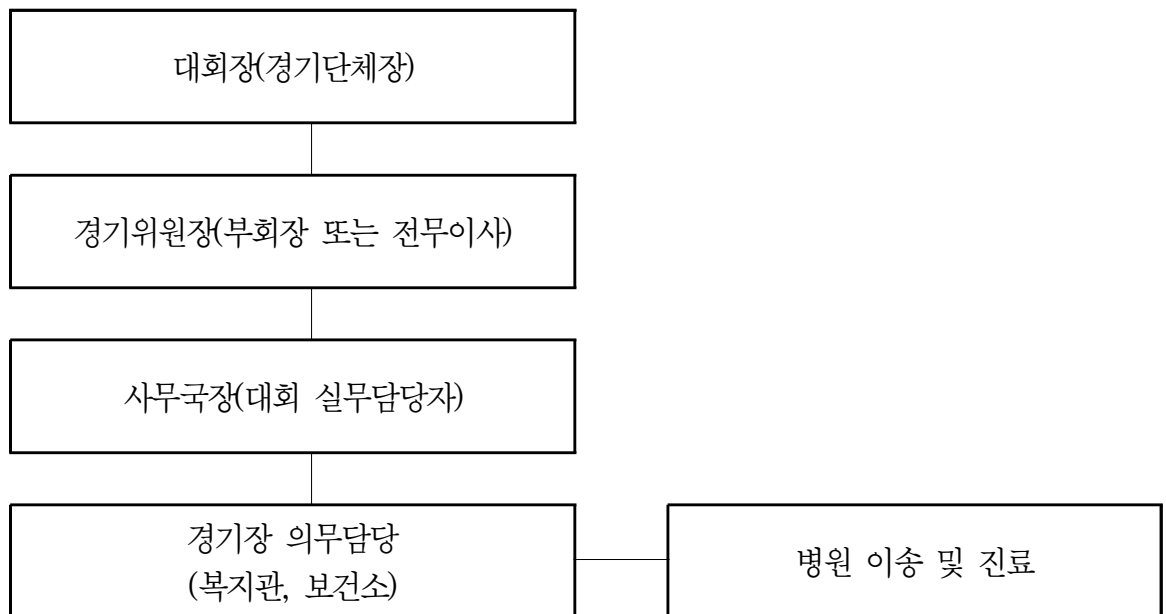 대회장(경기단체장)
경기위원장(부회장 또는 전무이사)
사무국장(대회 실무담당자)
경기장 의무담당
(복지관, 보건소)
병원 이송 및 진료